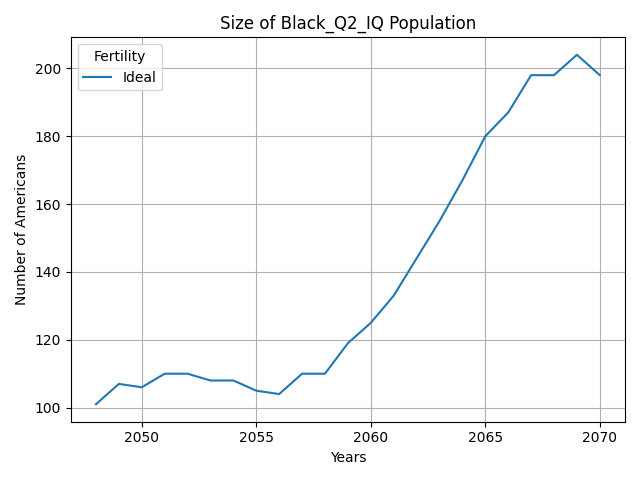 Size of Black_Q2_IQ Population
Fertility
Ideal
Number of Americans
200
180
160
140
120
100
2050
2055
2060
2065
2070
Years